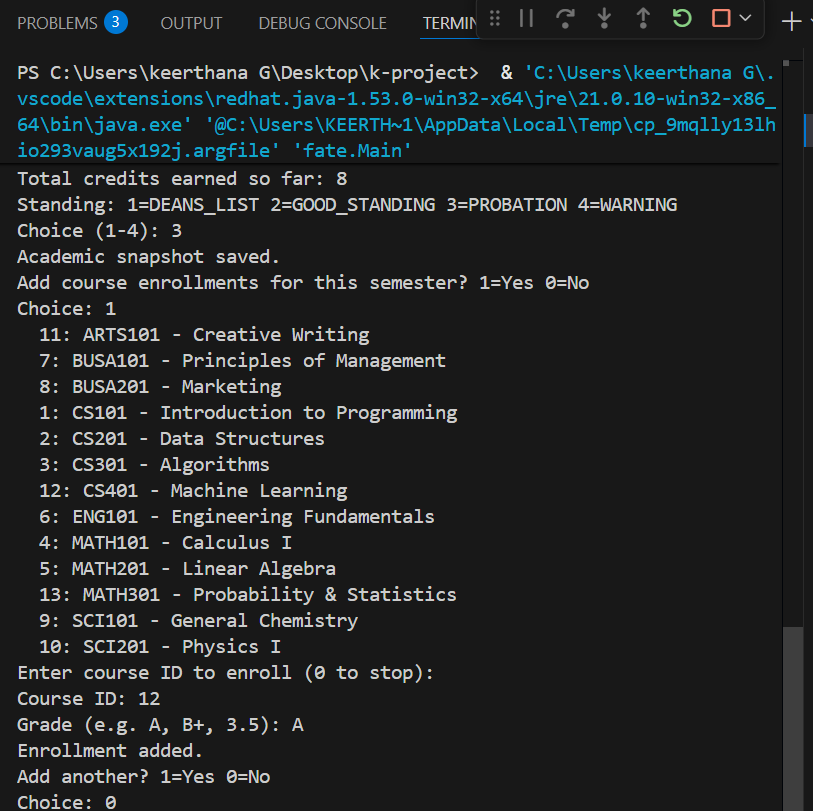 PROBLEMS 3 OUTPUT DEBUG CONSOLE TERMIN
PS C:\Users\keerthana G\Desktop\k-project>  & 'C:\Users\keerthana G\.
vscode\extensions\redhat.java-1.53.0-win32-x64\jre\21.0.10-win32-x86_
64\bin\java.exe' '@C:\Users\KEERTH~1\AppData\Local\Temp\cp_9mqlly13lh
io293vaug5x192j.argfile' 'fate.Main'
Total credits earned so far: 8
Standing: 1=DEANS_LIST 2=GOOD_STANDING 3=PROBATION 4=WARNING
Choice (1-4): 3
Academic snapshot saved.
Add course enrollments for this semester? 1=Yes 0=No
Choice: 1
  11: ARTS101 - Creative Writing
  7: BUSA101 - Principles of Management
  8: BUSA201 - Marketing
  1: CS101 - Introduction to Programming
  2: CS201 - Data Structures
  3: CS301 - Algorithms
  12: CS401 - Machine Learning
  6: ENG101 - Engineering Fundamentals
  4: MATH101 - Calculus I
  5: MATH201 - Linear Algebra
  13: MATH301 - Probability & Statistics
  9: SCI101 - General Chemistry
  10: SCI201 - Physics I
Enter course ID to enroll (0 to stop):
Course ID: 12
Grade (e.g. A, B+, 3.5): A
Enrollment added.
Add another? 1=Yes 0=No
Choice: 0